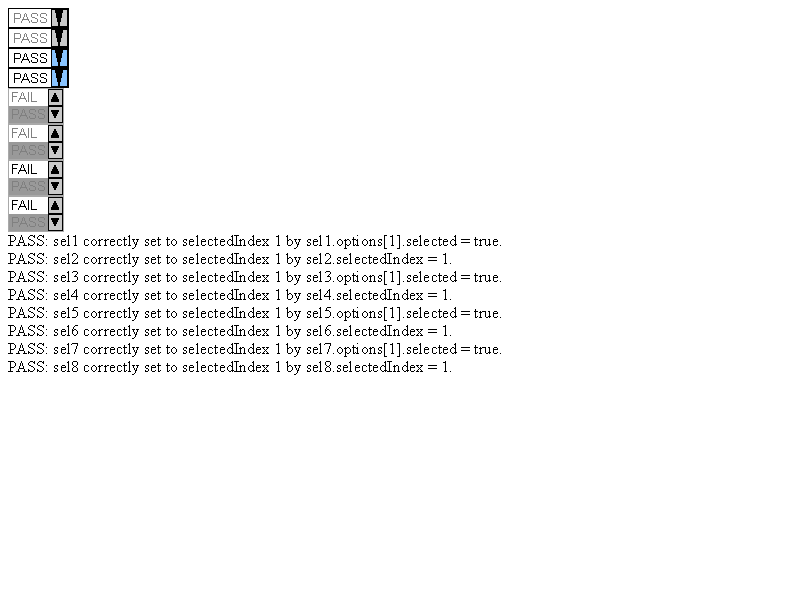 PASS
PASS
PASS
PASS
FAIL
PASS
FAIL
PASS
FAIL
PASS
FAIL
PASS
PASS: sel1 correctly set to selectedIndex 1 by sel1.options[1].selected = true.
PASS: sel2 correctly set to selectedIndex 1 by sel2.selectedIndex = 1.
PASS: sel3 correctly set to selectedIndex 1 by sel3.options[1].selected = true.
PASS: sel4 correctly set to selectedIndex 1 by sel4.selectedIndex = 1.
PASS: sel5 correctly set to selectedIndex 1 by sel5.options[1].selected = true.
PASS: sel6 correctly set to selectedIndex 1 by sel6.selectedIndex = 1.
PASS: sel7 correctly set to selectedIndex 1 by sel7.options[1].selected = true.
PASS: sel8 correctly set to selectedIndex 1 by sel8.selectedIndex = 1.